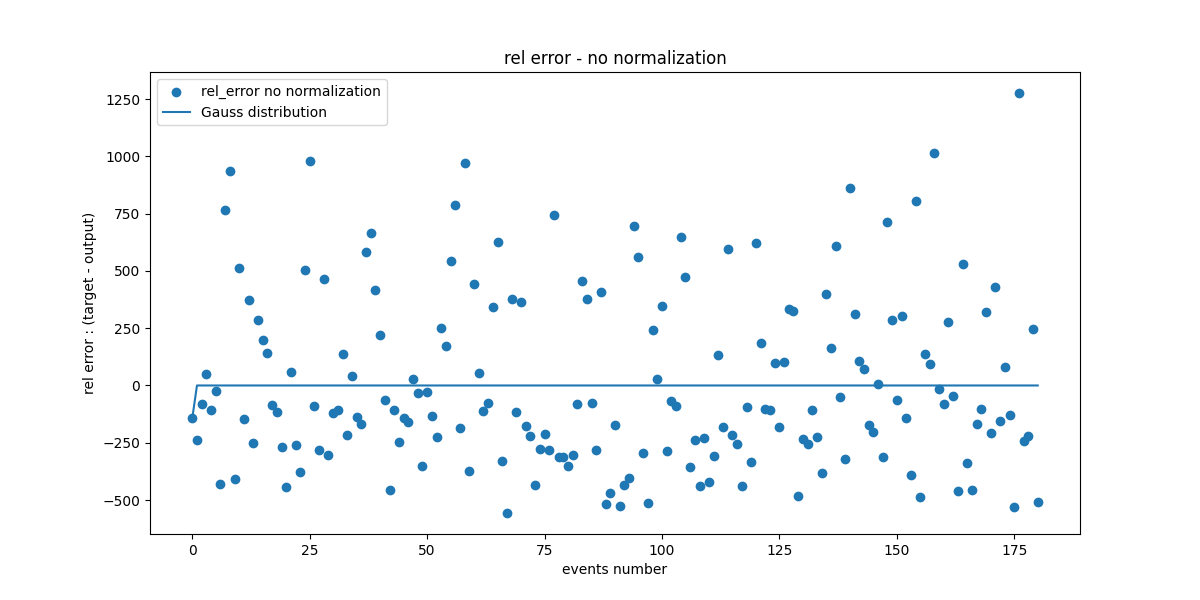 rel error - no normalization
rel_error no normalization
Gauss distribution
rel error : (target - output)
1250
1000
750
500
250
0
−250
−500
0 25 50 75 100 125 150 175
events number